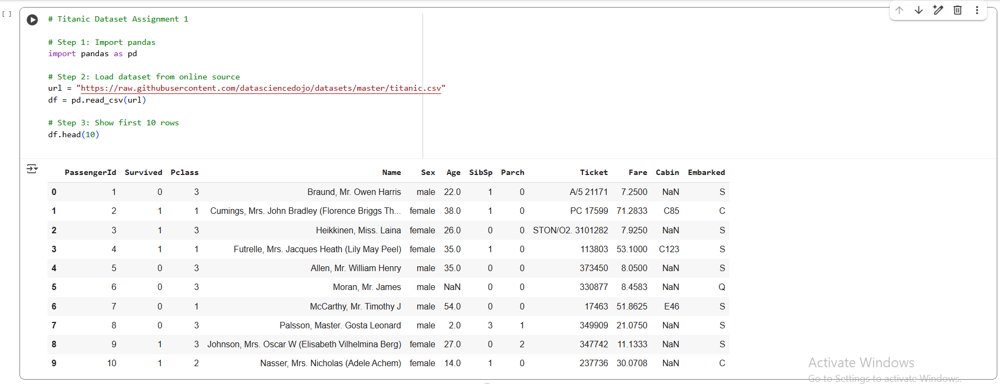 [ ]
# Titanic Dataset Assignment 1
# Step 1: Import pandas
import pandas as pd
# Step 2: Load dataset from online source
url = "https://raw.githubusercontent.com/datasciencedojo/datasets/master/titanic.csv"
df = pd.read_csv(url)
# Step 3: Show first 10 rows
df.head(10)
PassengerId Survived Pclass Name Sex Age SibSp Parch Ticket Fare Cabin Embarked
0 1 0 3 Braund, Mr. Owen Harris male 22.0 1 0 A/5 21171 7.2500 NaN S
1 2 1 1 Cumings, Mrs. John Bradley (Florence Briggs Th... female 38.0 1 0 PC 17599 71.2833 C85 C
2 3 1 3 Heikkinen, Miss. Laina female 26.0 0 0 STON/O2. 3101282 7.9250 NaN S
3 4 1 1 Futrelle, Mrs. Jacques Heath (Lily May Peel) female 35.0 1 0 113803 53.1000 C123 S
4 5 0 3 Allen, Mr. William Henry male 35.0 0 0 373450 8.0500 NaN S
5 6 0 3 Moran, Mr. James male NaN 0 0 330877 8.4583 NaN Q
6 7 0 1 McCarthy, Mr. Timothy J male 54.0 0 0 17463 51.8625 E46 S
7 8 0 3 Palsson, Master. Gosta Leonard male 2.0 3 1 349909 21.0750 NaN S
8 9 1 3 Johnson, Mrs. Oscar W (Elisabeth Vilhelmina Berg) female 27.0 0 2 347742 11.1333 NaN S
9 10 1 2 Nasser, Mrs. Nicholas (Adele Achem) female 14.0 1 0 237736 30.0708 NaN C
Activate Windows
Go to Settings to activate Windows.